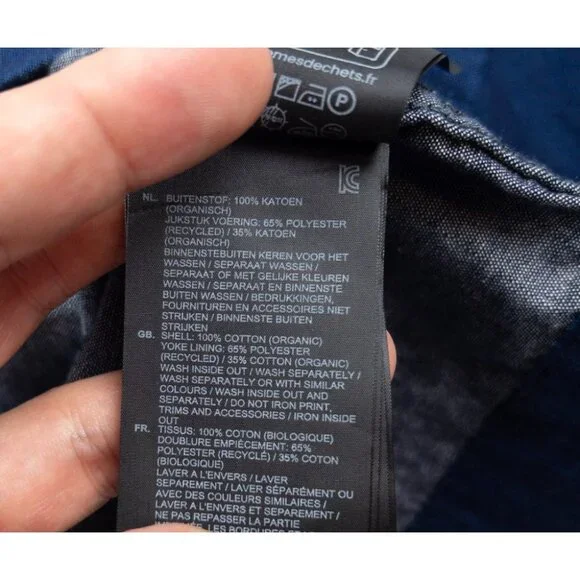 omesdechets.fr
P
NL. BUITENSTOF: 100% KATOEN
(ORGANISCH)
JUKSTUK VOERING: 65% POLYESTER
(RECYCLED) / 35% KATOEN
(ORGANISCH)
BINNENSTEBUITEN KEREN VOOR HET
WASSEN / SEPARAAT WASSEN /
SEPARAAT OF MET GELIJKE KLEUREN
WASSEN / SEPARAAT EN BINNENSTE
BUITEN WASSEN / BEDRUKKINGEN,
FOURNITUREN EN ACCESSOIRES NIET
STRIJKEN / BINNENSTE BUITEN
STRIJKEN
GB. SHELL: 100% COTTON (ORGANIC)
YOKE LINING: 65% POLYESTER
(RECYCLED) / 35% COTTON (ORGANIC)
WASH INSIDE OUT / WASH SEPARATELY /
WASH SEPARATELY OR WITH SIMILAR
COLOURS / WASH INSIDE OUT AND
SEPARATELY / DO NOT IRON PRINT,
TRIMS AND ACCESSORIES / IRON INSIDE
OUT
FR. TISSUS: 100% COTON (BIOLOGIQUE)
DOUBLURE EMPIÈCEMENT: 65%
POLYESTER (RECYCLÉ) / 35% COTON
(BIOLOGIQUE)
LAVER A L'ENVERS / LAVER
SEPAREMENT / LAVER SÉPARÉMENT OU
AVEC DES COULEURS SIMILAIRES /
LAVER A L'ENVERS ET SÉPARÉMENT /
NE PAS REPASSER LA PARTIE
IMPRIMÉE, LES BORDURES